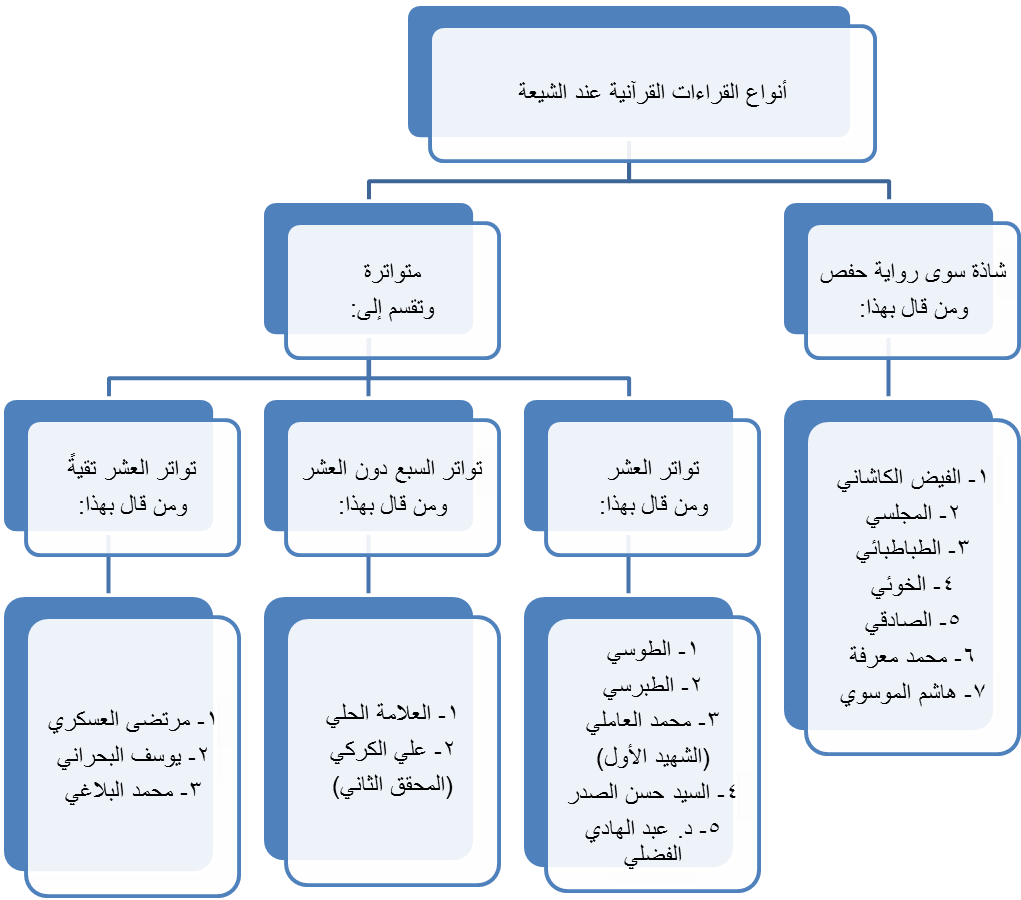 أنواع القراءات القرآنية عند الشيعة
شاذة سوى رواية حفص
ومن قال بهذا:
١- الفيض الكاشاني
٢- المجلسي
٣- الطباطبائي
٤- الخوئي
٥- الصادقي
٦- محمد معرفة
٧- هاشم الموسوي
متواترة
وتقسم إلى:
تواتر العشر
ومن قال بهذا:
١- الطوسي
٢- الطبرسي
٣- محمد العاملي
(الشهيد الأول)
٤- السيد حسن الصدر
٥- د. عبد الهادي
الفضلي
تواتر السبع دون العشر
ومن قال بهذا:
١- العلامة الحلي
٢- علي الكركي
(المحقق الثاني)
تواتر العشر تقيةً
ومن قال بهذا:
١- مرتضى العسكري
٢- يوسف البحراني
٣- محمد البلاغي